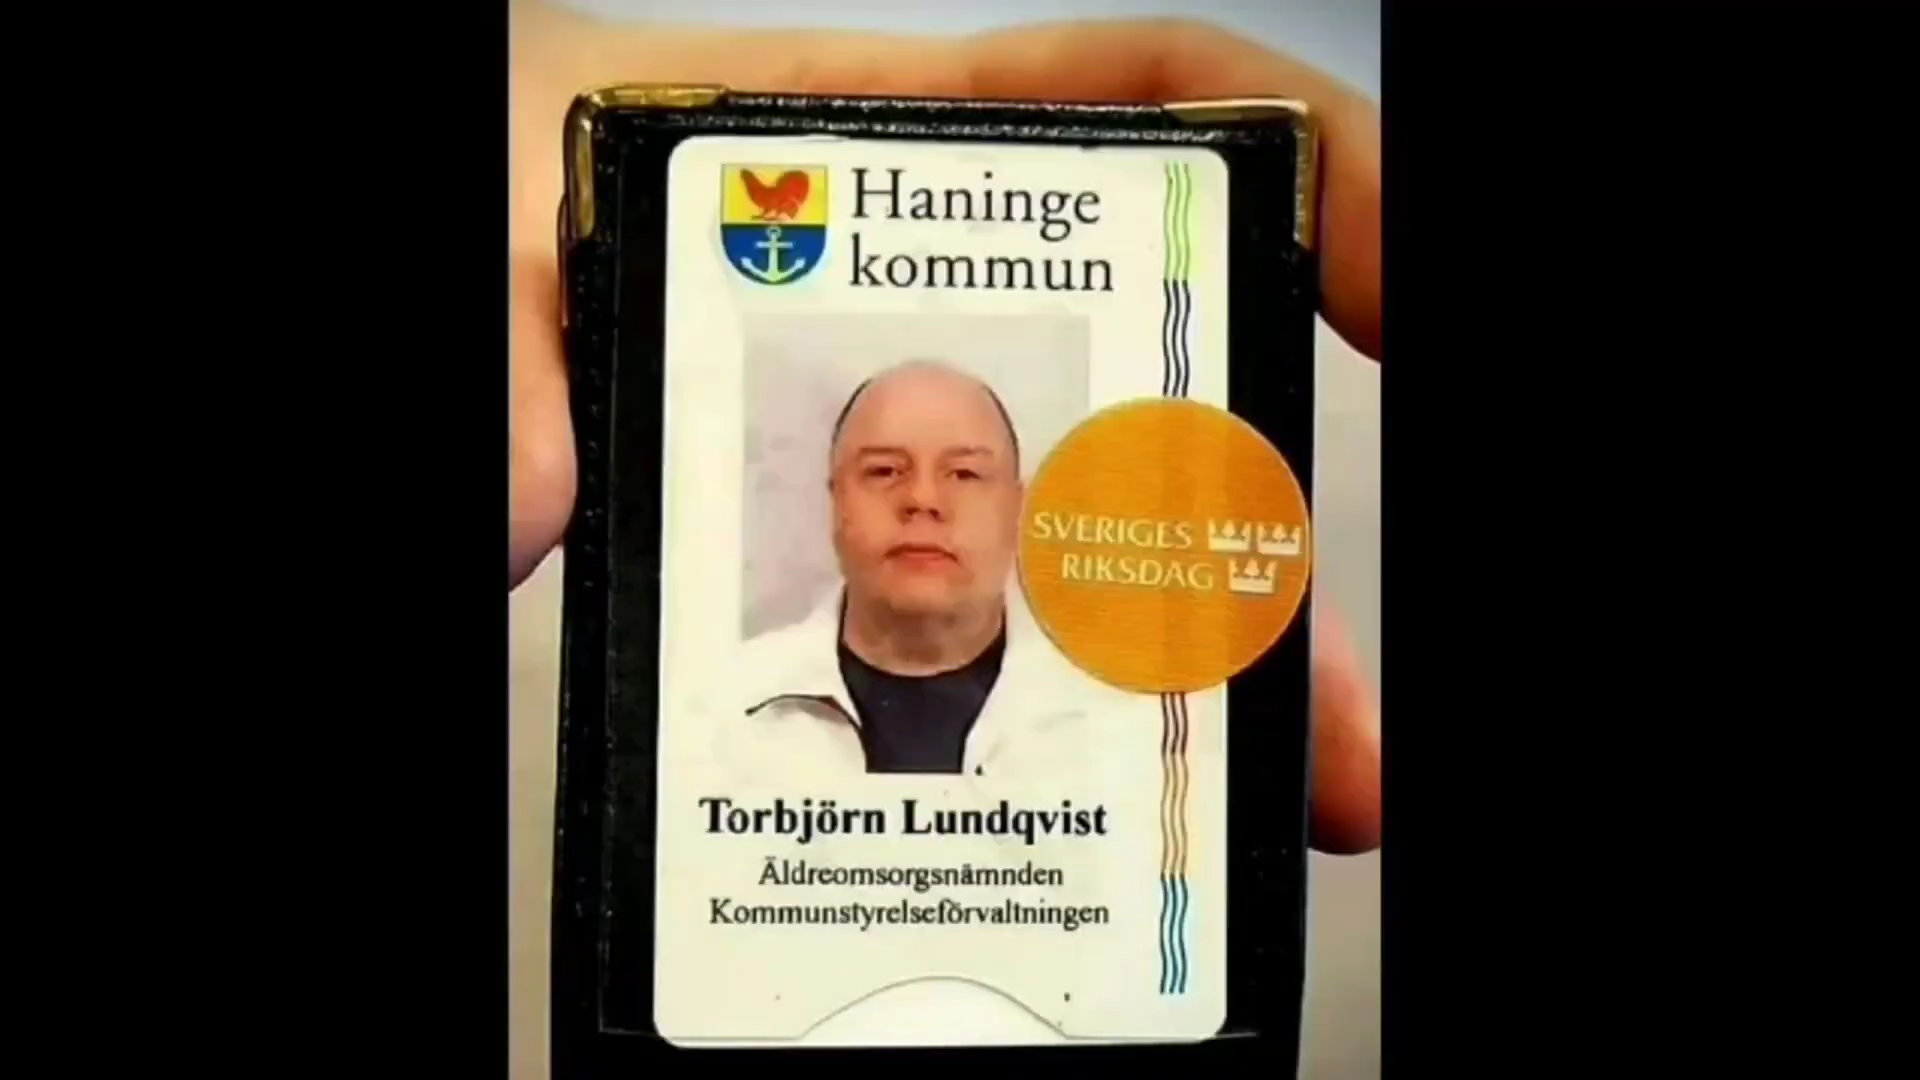 Haninge
kommun
SVERIGES
RIKSDAG
Torbjörn Lundqvist
Äldreomsorgsnämnden
Kommunstyrelseförvaltningen